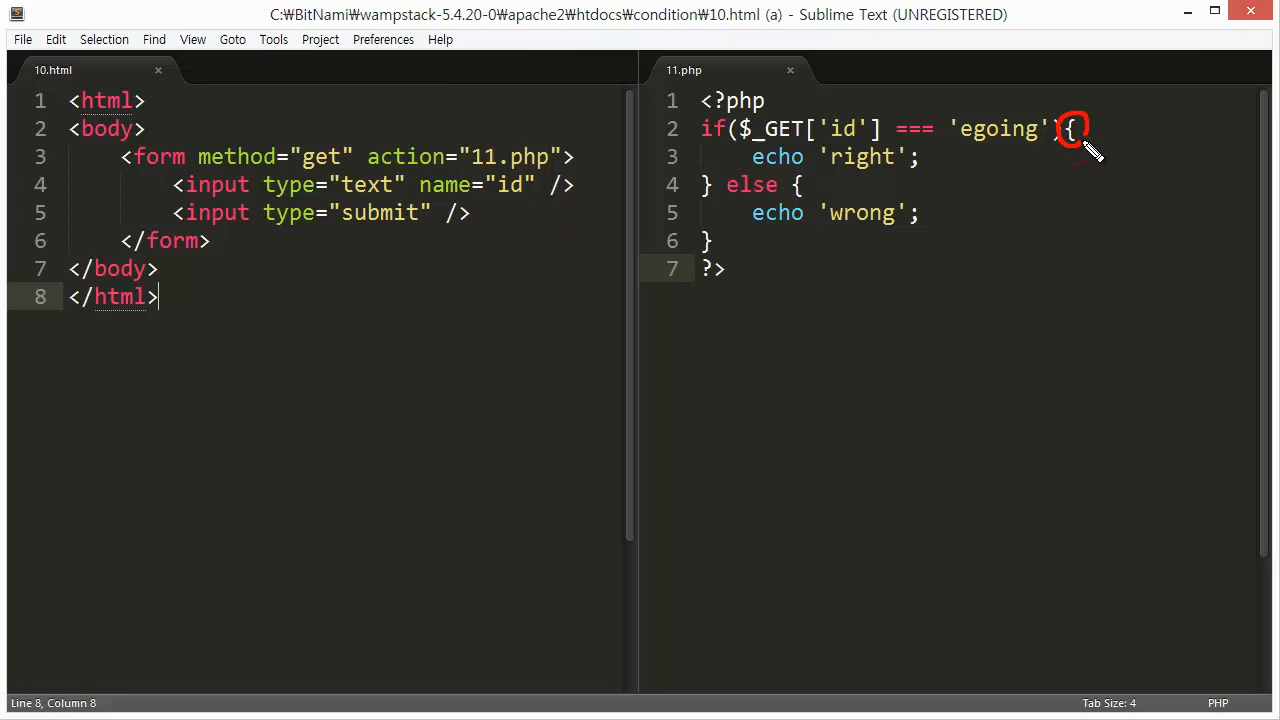 C:₩BitNami₩wampstack-5.4.20-0₩apache2₩htdocs₩condition₩10.html (a) - Sublime Text (UNREGISTERED)
File Edit Selection Find View Goto Tools Project Preferences Help
10.html ×
1 <html>
2 <body>
3 <form method="get" action="11.php">
4 <input type="text" name="id" />
5 <input type="submit" />
6 </form>
7 </body>
8 </html>
11.php ×
1 <?php
2 if($_GET['id'] === 'egoing'){
3 echo 'right';
4 } else {
5 echo 'wrong';
6 }
7 ?>
Line 8, Column 8 Tab Size: 4 PHP